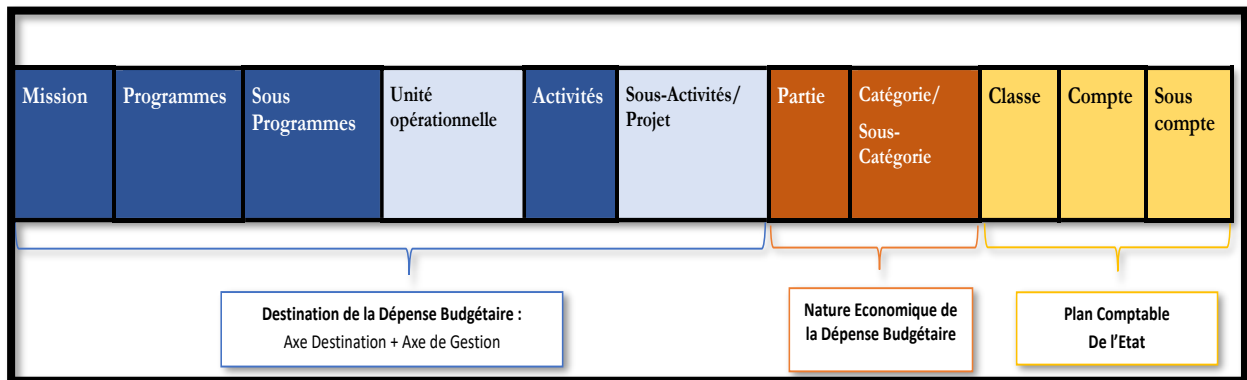 Mission
Programmes
Sous
Programmes
Unité
opérationnelle
Activités
Sous-Activités/
Projet
Partie
Catégorie/
Sous-
Catégorie
Classe
Compte
Sous
compte
Destination de la Dépense Budgétaire :
Axe Destination + Axe de Gestion
Nature Economique de
la Dépense Budgétaire
Plan Comptable
De l’Etat